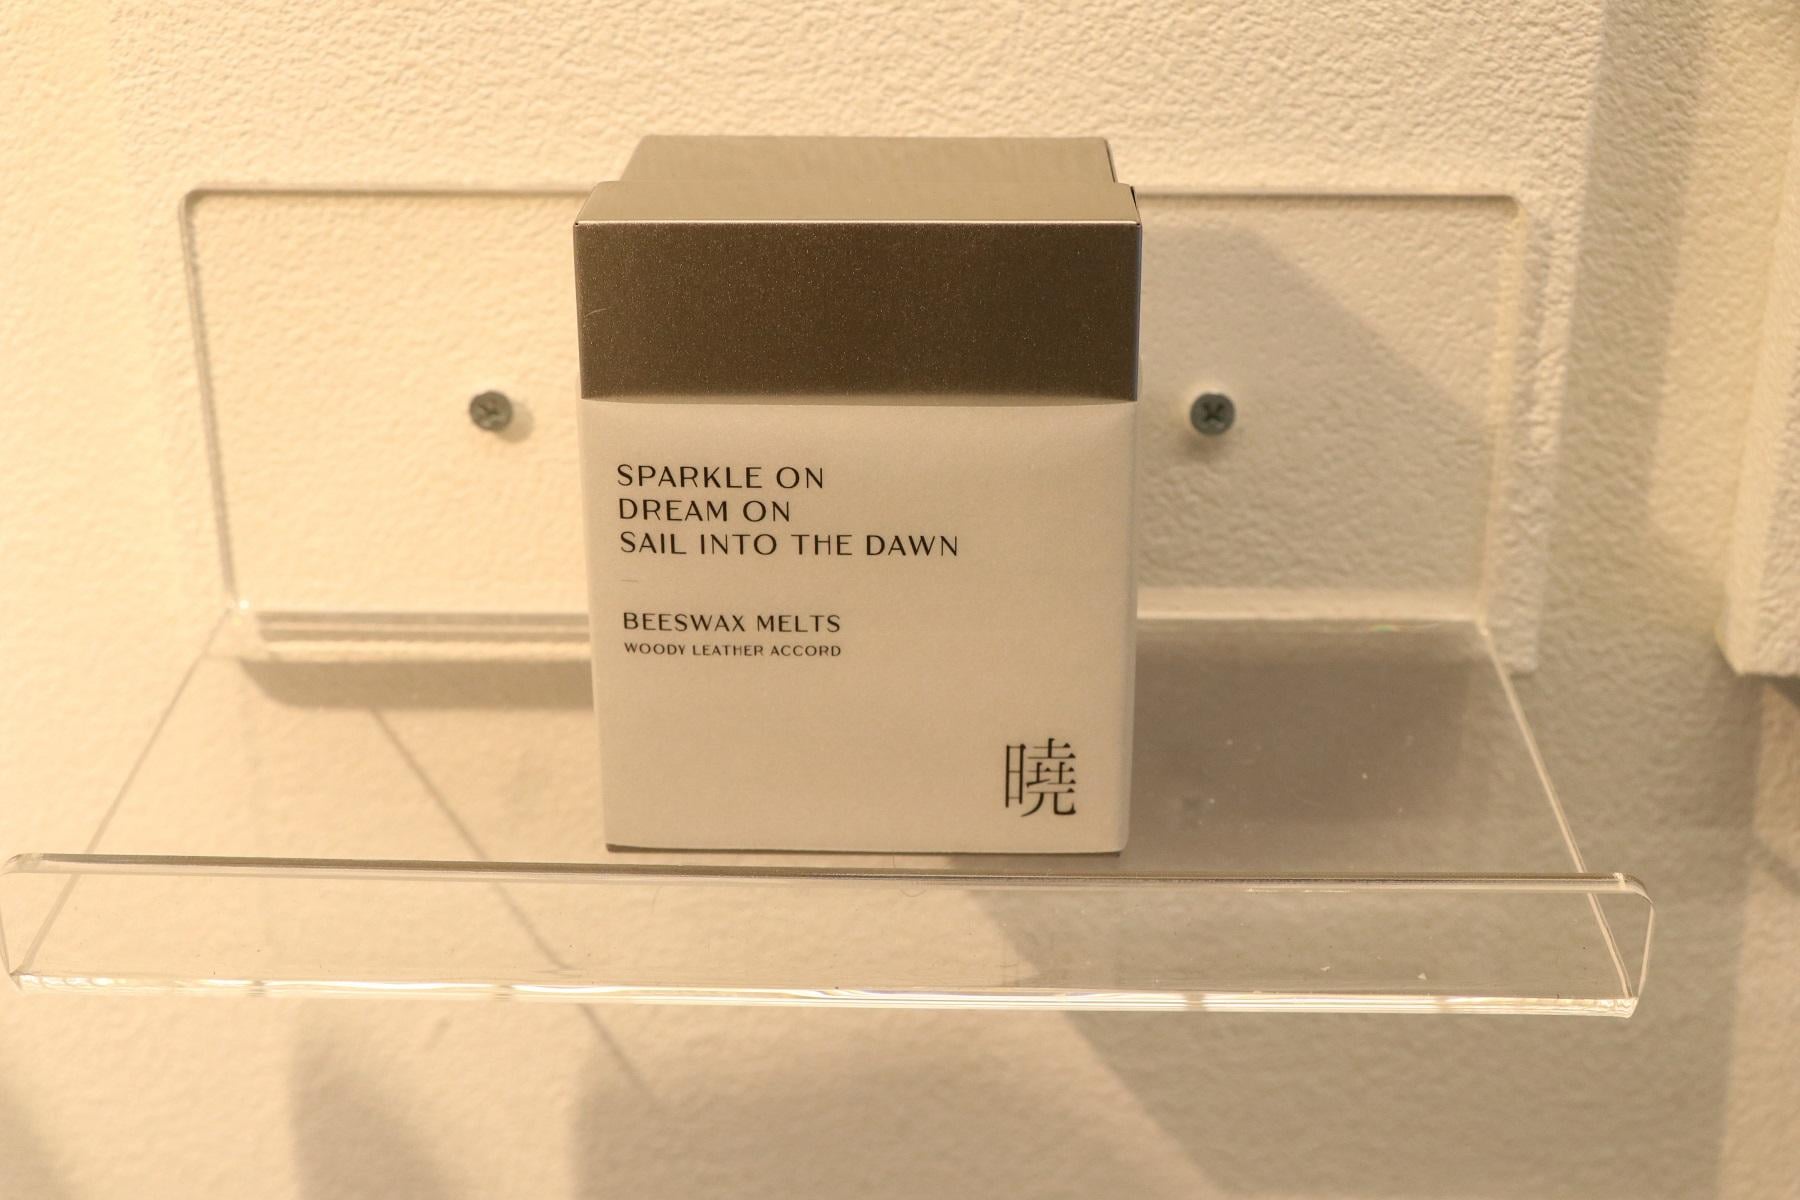 SPARKLE ON
DREAM ON
SAIL INTO THE DAWN
BEESWAX MELTS
WOODY LEATHER ACCORD
曉